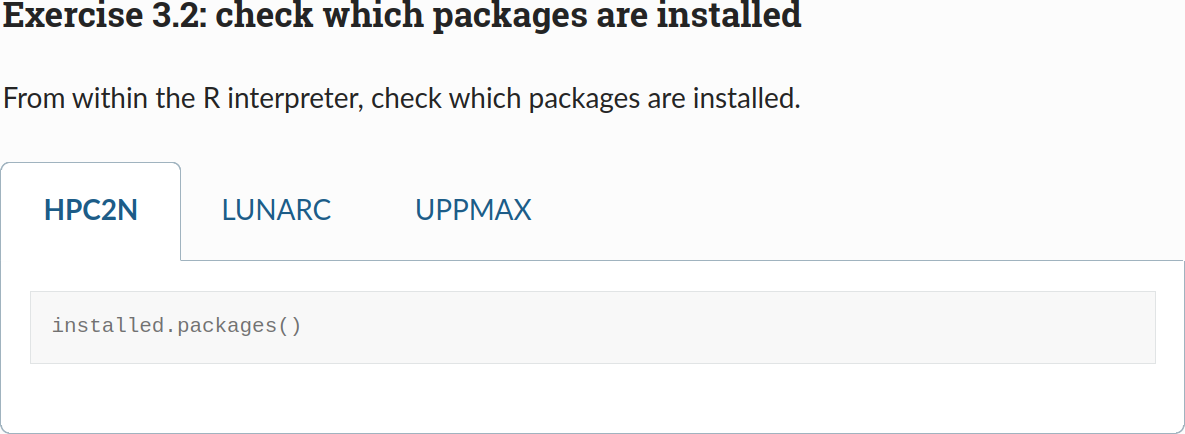 Exercise 3.2: check which packages are installed
From within the R interpreter, check which packages are installed.
HPC2N LUNARC UPPMAX
installed.packages()